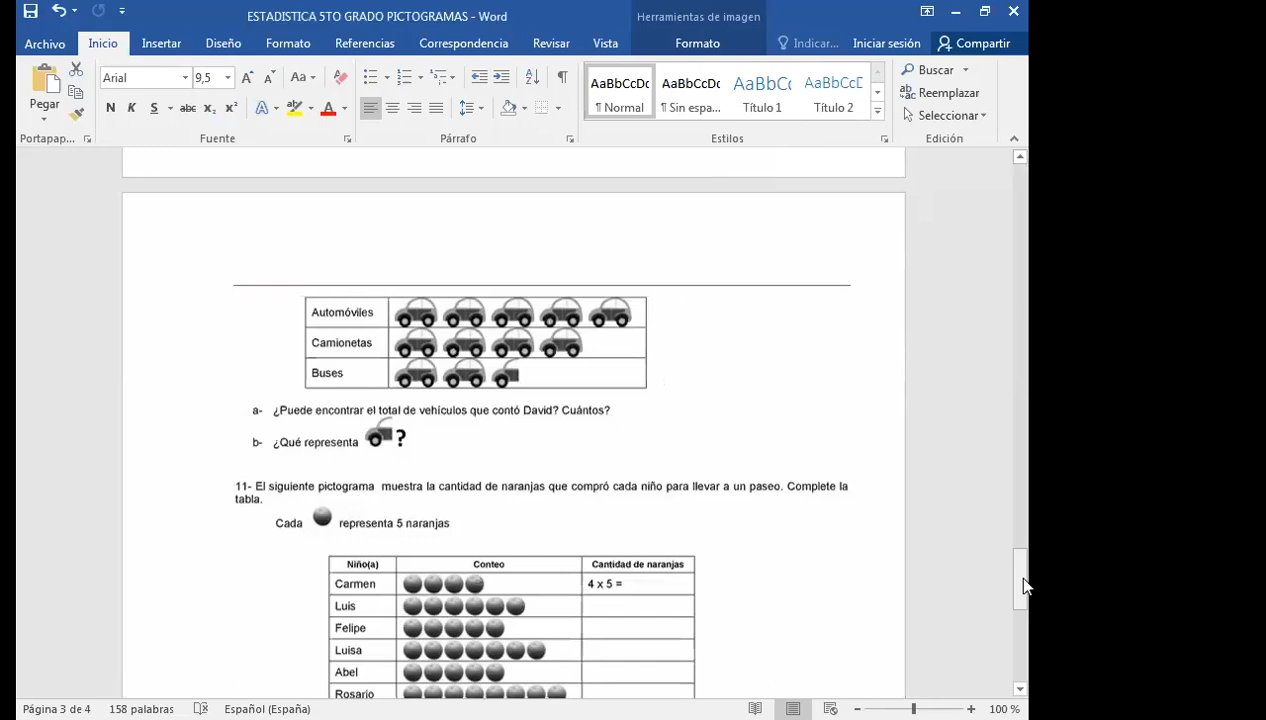 ESTADISTICA 5TO GRADO PICTOGRAMAS - Word
Herramientas de imagen
Archivo Inicio Insertar Diseño Formato Referencias Correspondencia Revisar Vista Formato Indicar... Iniciar sesión Compartir
Pegar
Arial 9,5
Aa
N K S abc x₂ x²
A A
AaBbCcDc AaBbCcDc AaBbCc AaBbCcD
¶ Normal ¶ Sin espa... Título 1 Título 2
Buscar
Reemplazar
Seleccionar
Portapap... Fuente Párrafo Estilos Edición
Automóviles
Camionetas
Buses
a- ¿Puede encontrar el total de vehículos que contó David? Cuántos?
b- ¿Qué representa ?
11- El siguiente pictograma muestra la cantidad de naranjas que compró cada niño para llevar a un paseo. Complete la
tabla.
Cada representa 5 naranjas
Niño(a) Conteo Cantidad de naranjas
Carmen 4 x 5 =
Luis
Felipe
Luisa
Abel
Rosario
Página 3 de 4 158 palabras Español (España) 100 %